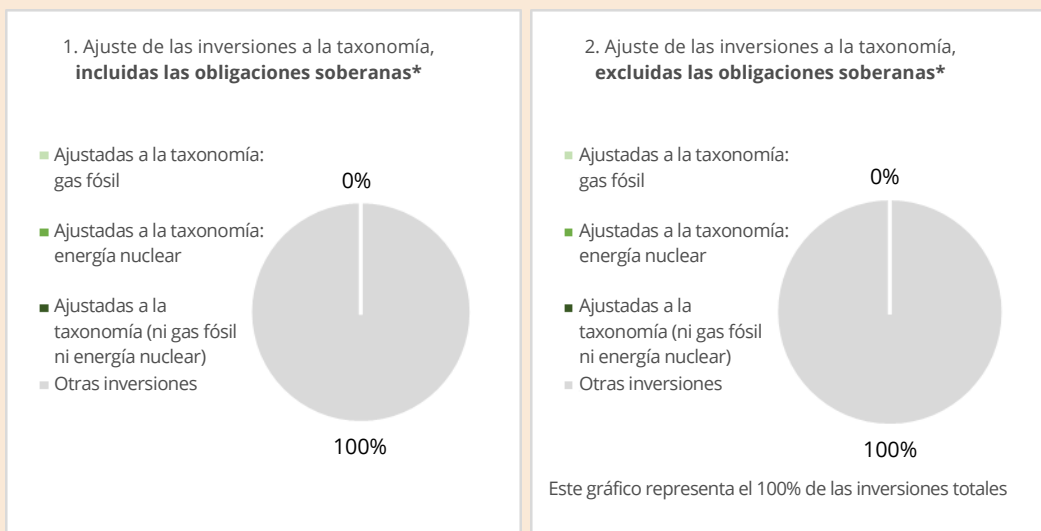 1. Ajuste de las inversiones a la taxonomía,
incluidas las obligaciones soberanas*
Ajustadas a la taxonomía:
gas fósil
Ajustadas a la taxonomía:
energía nuclear
Ajustadas a la
taxonomía (ni gas fósil
ni energía nuclear)
Otras inversiones
0%
100%
2. Ajuste de las inversiones a la taxonomía,
excluidas las obligaciones soberanas*
Ajustadas a la taxonomía:
gas fósil
Ajustadas a la taxonomía:
energía nuclear
Ajustadas a la
taxonomía (ni gas fósil
ni energía nuclear)
Otras inversiones
0%
100%
Este gráfico representa el 100% de las inversiones totales